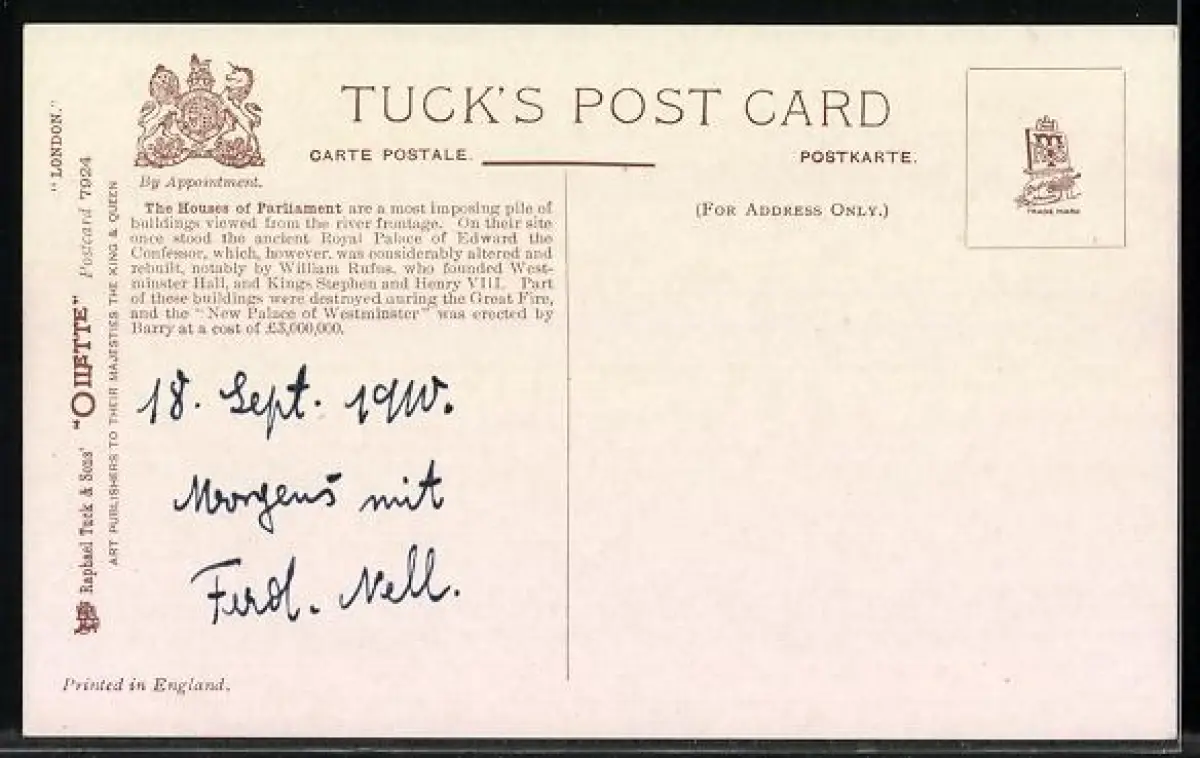 TUCK'S POST CARD
CARTE POSTALE.
POSTKARTE.
By Appointment.
(FOR ADDRESS ONLY.)
TRADE MARK
The Houses of Parliament are a most imposing pile of
buildings viewed from the river frontage. On their site
once stood the ancient Royal Palace of Edward the
Confessor, which, however, was considerably altered and
rebuilt, notably by William Rufus, who founded West-
minster Hall, and Kings Stephen and Henry VIII. Part
of these buildings were destroyed during the Great Fire,
and the "New Palace of Westminster" was erected by
Barry at a cost of £3,000,000.
18. Sept. 1910.
Morgens mit
Ferd. Nell.
Printed in England.
"LONDON."
Raphael Tuck & Sons' "OILETTE" Postcard 7924
ART PUBLISHERS TO THEIR MAJESTIES THE KING & QUEEN